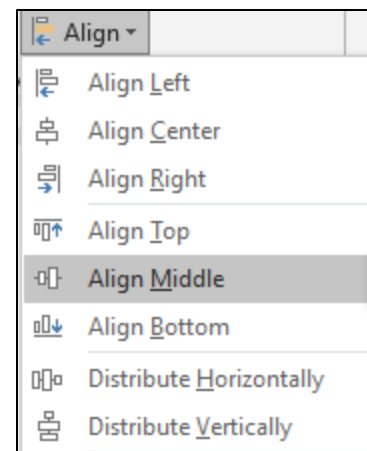 Align
Align Left
Align Center
Align Right
Align Top
Align Middle
Align Bottom
Distribute Horizontally
Distribute Vertically